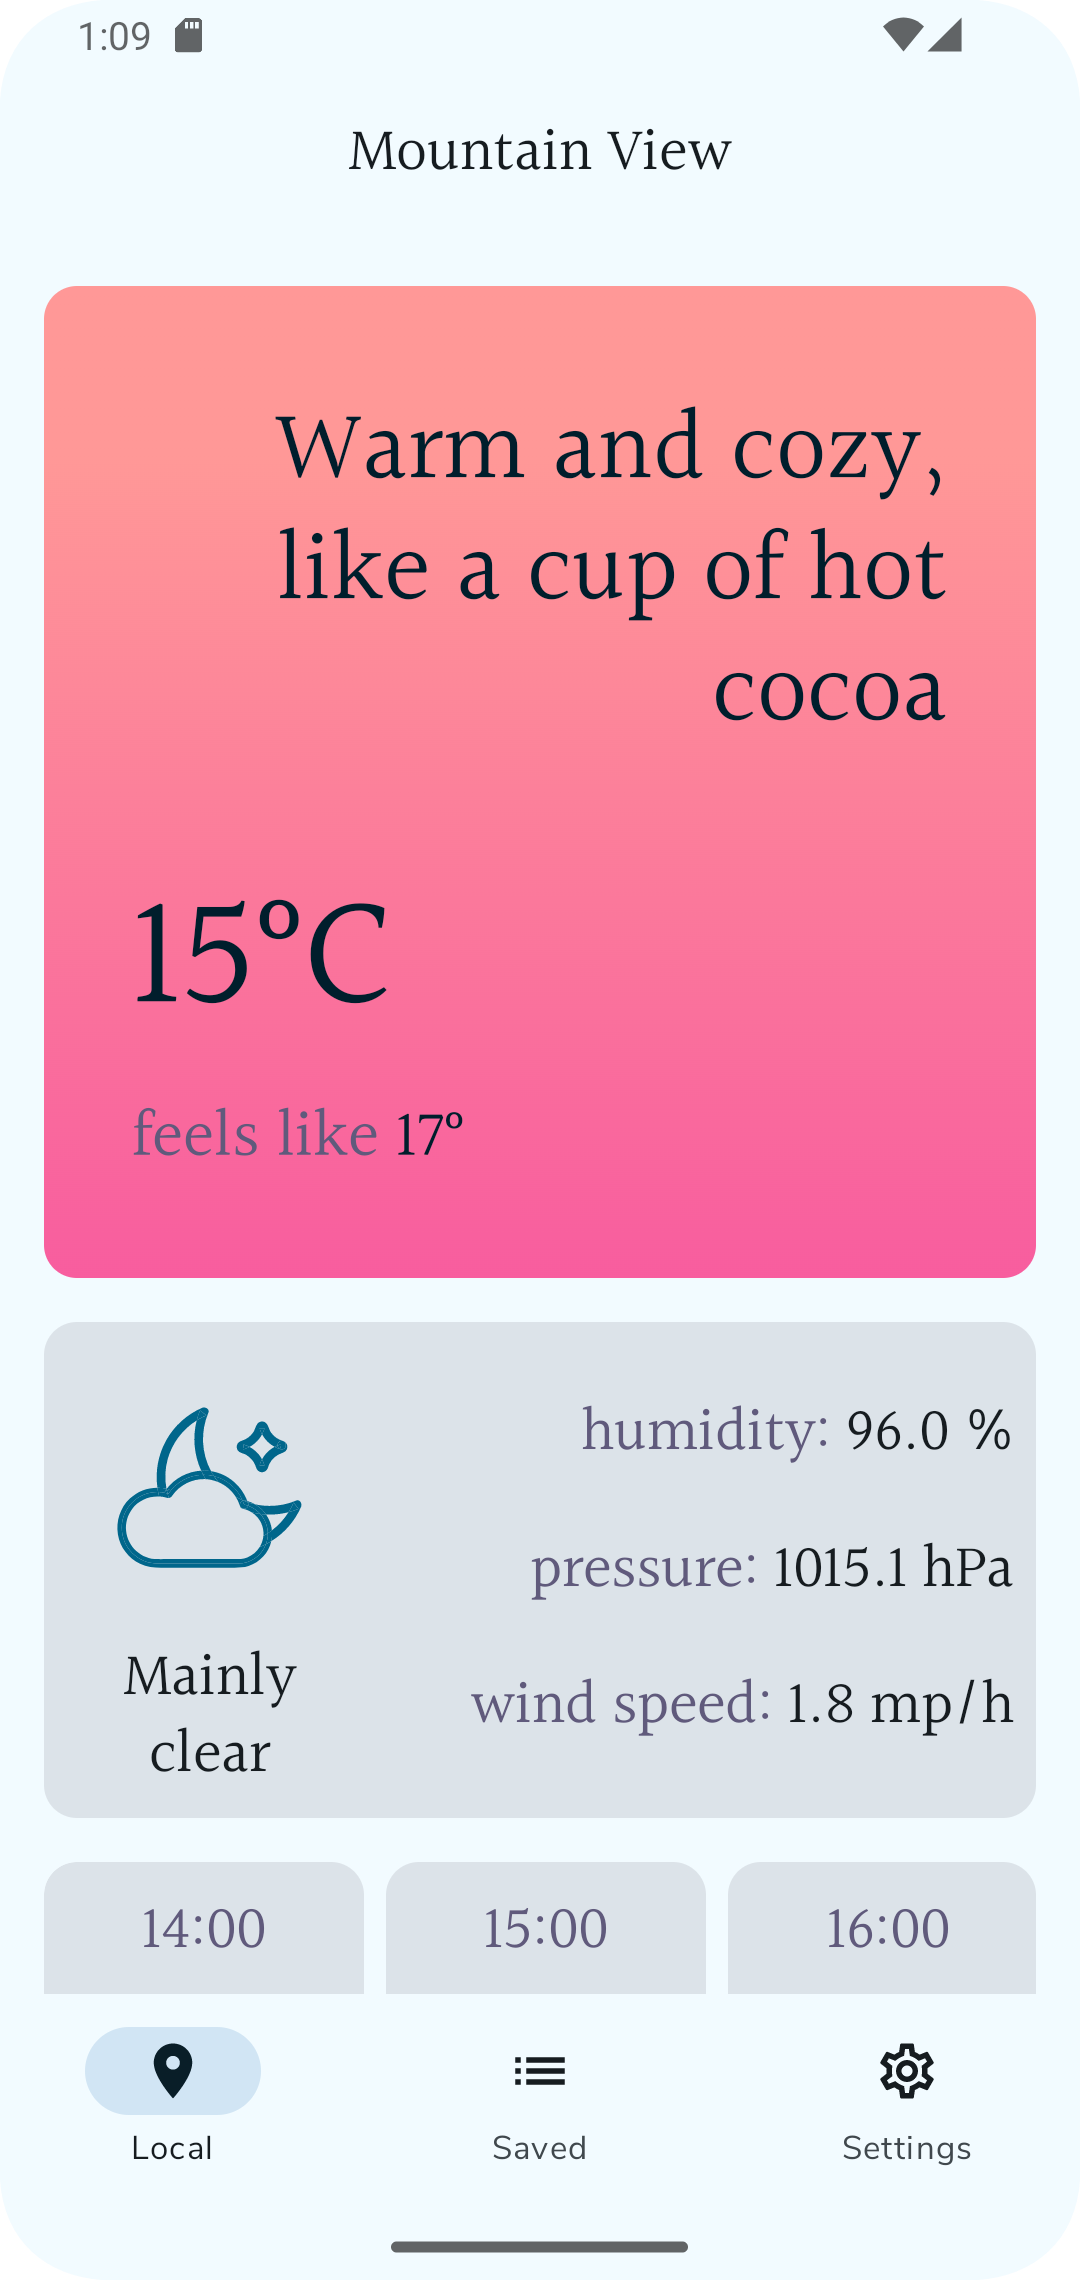 1:09
Mountain View
Warm and cozy,
like a cup of hot
cocoa
15°C
feels like 17°
humidity: 96.0 %
pressure: 1015.1 hPa
wind speed: 1.8 mp/h
Mainly
clear
14:00
15:00
16:00
Local
Saved
Settings